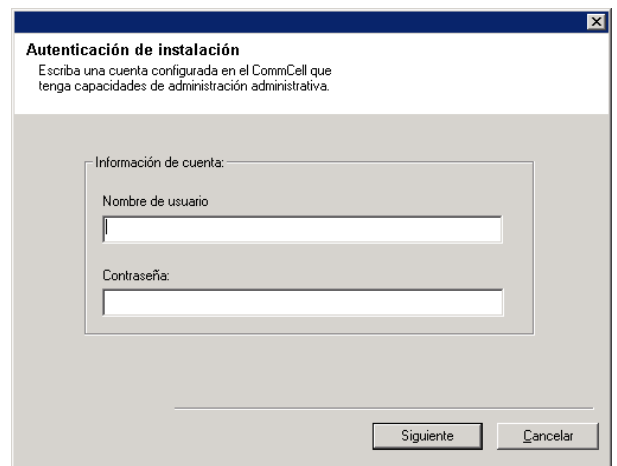 Autenticación de instalación
Escriba una cuenta configurada en el CommCell que
tenga capacidades de administración administrativa.
Información de cuenta:
Nombre de usuario
Contraseña:
Siguiente
Cancelar